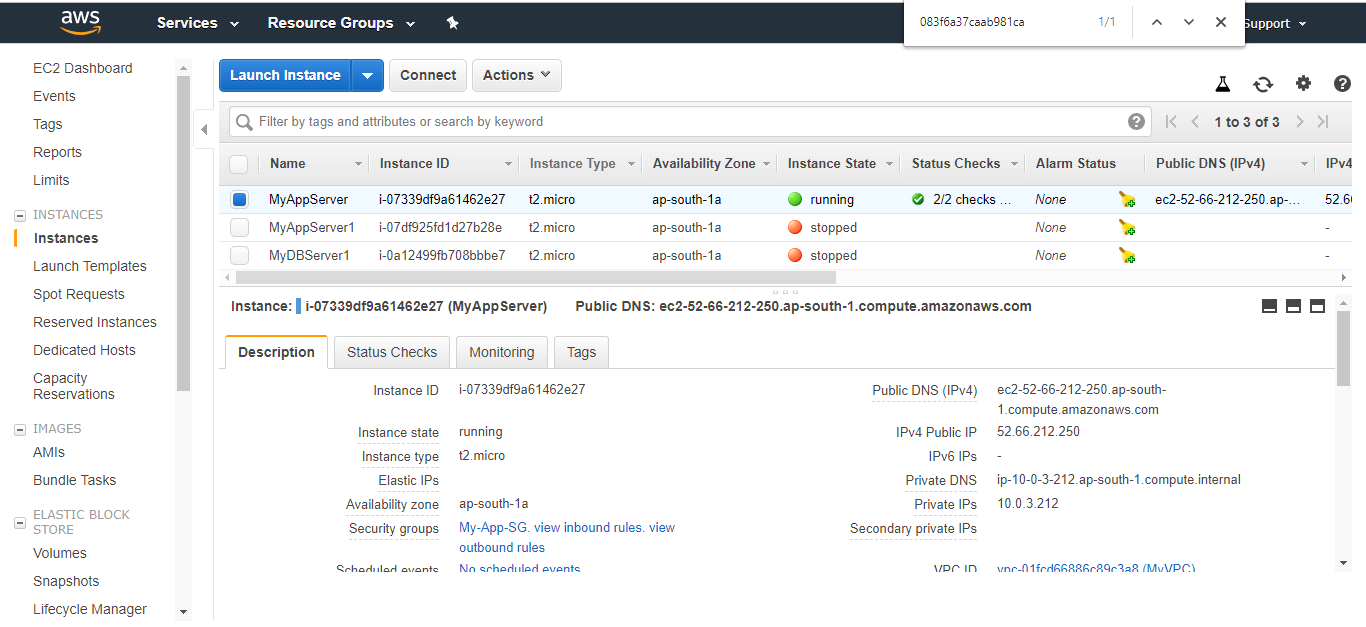 aws Services Resource Groups 083f6a37caab981ca 1/1 Support
EC2 Dashboard
Events
Tags
Reports
Limits
INSTANCES
Instances
Launch Templates
Spot Requests
Reserved Instances
Dedicated Hosts
Capacity
Reservations
IMAGES
AMIs
Bundle Tasks
ELASTIC BLOCK
STORE
Volumes
Snapshots
Lifecycle Manager
Launch Instance Connect Actions
Filter by tags and attributes or search by keyword 1 to 3 of 3
Name Instance ID Instance Type Availability Zone Instance State Status Checks Alarm Status Public DNS (IPv4) IPv4
MyAppServer i-07339df9a61462e27 t2.micro ap-south-1a running 2/2 checks ... None ec2-52-66-212-250.ap-... 52.6
MyAppServer1 i-07df925fd1d27b28e t2.micro ap-south-1a stopped None -
MyDBServer1 i-0a12499fb708bbbe7 t2.micro ap-south-1a stopped None -
Instance: i-07339df9a61462e27 (MyAppServer) Public DNS: ec2-52-66-212-250.ap-south-1.compute.amazonaws.com
Description Status Checks Monitoring Tags
Instance ID i-07339df9a61462e27 Public DNS (IPv4) ec2-52-66-212-250.ap-south-
1.compute.amazonaws.com
Instance state running IPv4 Public IP 52.66.212.250
Instance type t2.micro IPv6 IPs -
Elastic IPs Private DNS ip-10-0-3-212.ap-south-1.compute.internal
Availability zone ap-south-1a Private IPs 10.0.3.212
Security groups My-App-SG. view inbound rules. view Secondary private IPs
outbound rules
Scheduled events No scheduled events VPC ID vpc-01fcd66886c89c3a8 (MyVPC)